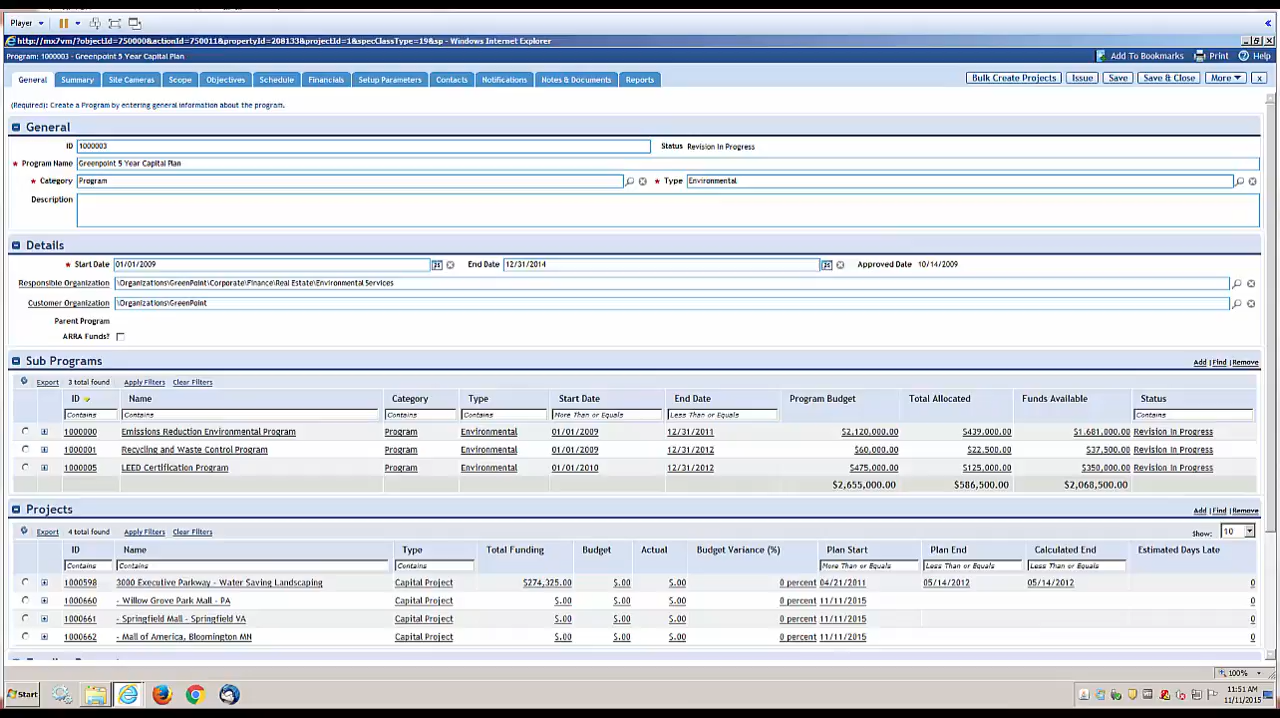 Player
http://mx7vm/?objectId=750000&actionId=750011&propertyId=208133&projectId=1&specClassType=19&sp - Windows Internet Explorer
Program: 1000003 - Greenpoint 5 Year Capital Plan Add To Bookmarks Print Help
General Summary Site Cameras Scope Objectives Schedule Financials Setup Parameters Contacts Notifications Notes & Documents Reports Bulk Create Projects Issue Save Save & Close More x
(Required): Create a Program by entering general information about the program.
General
ID 1000003 Status Revision In Progress
* Program Name Greenpoint 5 Year Capital Plan
* Category Program * Type Environmental
Description
Details
* Start Date 01/01/2009 End Date 12/31/2014 Approved Date 10/14/2009
Responsible Organization \Organizations\GreenPoint\Corporate\Finance\Real Estate\Environmental Services
Customer Organization \Organizations\GreenPoint
Parent Program
ARRA Funds?
Sub Programs Add | Find | Remove
Export 3 total found Apply Filters Clear Filters
ID Name Category Type Start Date End Date Program Budget Total Allocated Funds Available Status
Contains Contains Contains Contains More Than or Equals Less Than or Equals Contains
1000000 Emissions Reduction Environmental Program Program Environmental 01/01/2009 12/31/2011 $2,120,000.00 $439,000.00 $1,681,000.00 Revision In Progress
1000001 Recycling and Waste Control Program Program Environmental 01/01/2009 12/31/2012 $60,000.00 $22,500.00 $37,500.00 Revision In Progress
1000005 LEED Certification Program Program Environmental 01/01/2010 12/31/2012 $475,000.00 $125,000.00 $350,000.00 Revision In Progress
$2,655,000.00 $586,500.00 $2,068,500.00
Projects Add | Find | Remove
Export 4 total found Apply Filters Clear Filters Show: 10
ID Name Type Total Funding Budget Actual Budget Variance (%) Plan Start Plan End Calculated End Estimated Days Late
Contains Contains Contains More Than or Equals Less Than or Equals Less Than or Equals
1000598 3000 Executive Parkway - Water Saving Landscaping Capital Project $274,325.00 $.00 $.00 0 percent 04/21/2011 05/14/2012 05/14/2012 0
1000660 - Willow Grove Park Mall - PA Capital Project $.00 $.00 $.00 0 percent 11/11/2015 0
1000661 - Springfield Mall - Springfield VA Capital Project $.00 $.00 $.00 0 percent 11/11/2015 0
1000662 - Mall of America, Bloomington MN Capital Project $.00 $.00 $.00 0 percent 11/11/2015 0
100%
Start 11:51 AM
11/11/2015